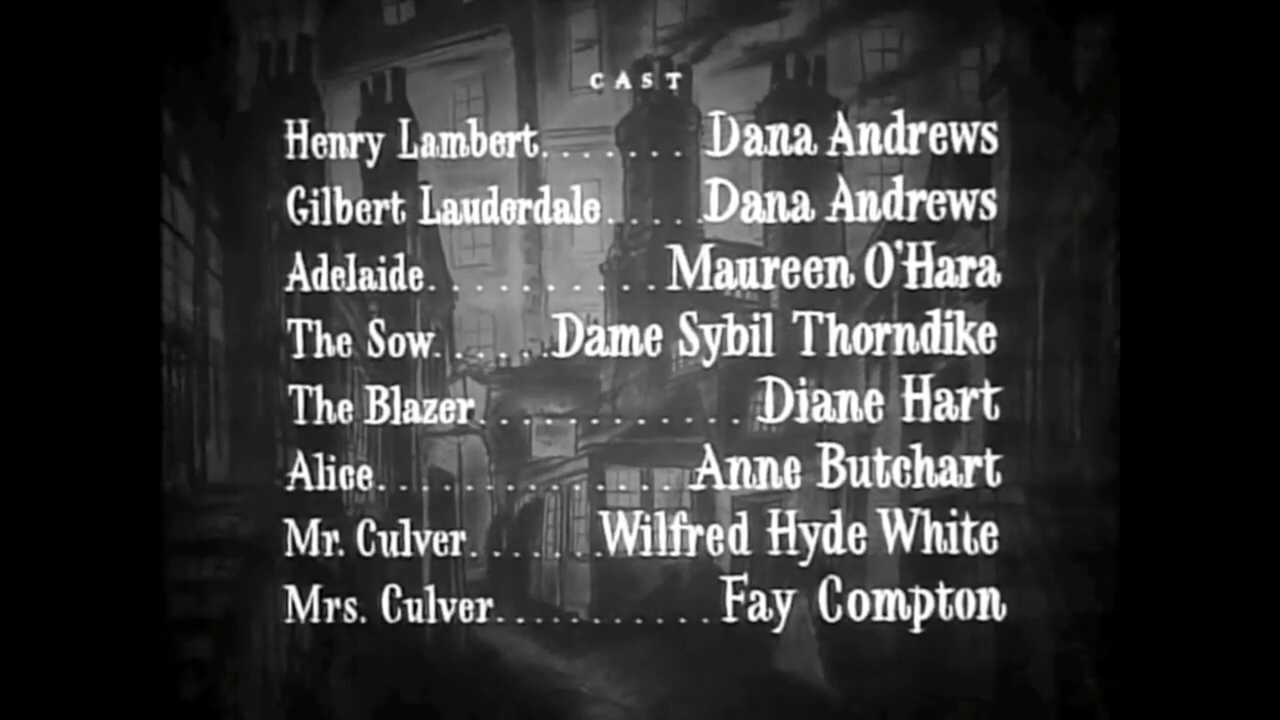 CAST
Henry Lambert....... Dana Andrews
Gilbert Lauderdale.....Dana Andrews
Adelaide...........Maureen O'Hara
The Sow......Dame Sybil Thorndike
The Blazer............. Diane Hart
Alice...............Anne Butchart
Mr. Culver.......Wilfred Hyde White
Mrs. Culver............Fay Compton